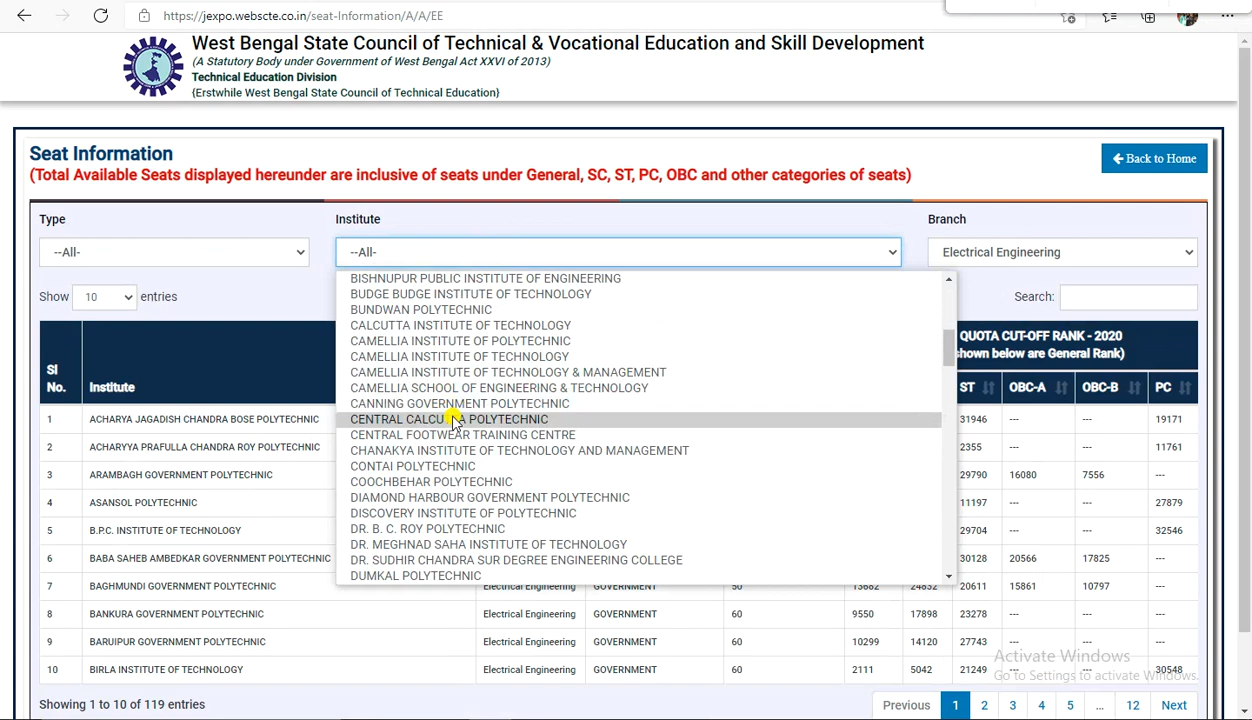 https://jexpo.webscte.co.in/seat-Information/A/A/EE
West Bengal State Council of Technical & Vocational Education and Skill Development
(A Statutory Body under Government of West Bengal Act XXVI of 2013)
Technical Education Division
{Erstwhile West Bengal State Council of Technical Education}
Seat Information
Back to Home
(Total Available Seats displayed hereunder are inclusive of seats under General, SC, ST, PC, OBC and other categories of seats)
Type Institute Branch
--All- --All- Electrical Engineering
Show 10 entries Search:
BISHNUPUR PUBLIC INSTITUTE OF ENGINEERING
BUDGE BUDGE INSTITUTE OF TECHNOLOGY
BUNDWAN POLYTECHNIC
CALCUTTA INSTITUTE OF TECHNOLOGY
CAMELLIA INSTITUTE OF POLYTECHNIC
CAMELLIA INSTITUTE OF TECHNOLOGY
CAMELLIA INSTITUTE OF TECHNOLOGY & MANAGEMENT
CAMELLIA SCHOOL OF ENGINEERING & TECHNOLOGY
CANNING GOVERNMENT POLYTECHNIC
CENTRAL CALCUTTA POLYTECHNIC
CENTRAL FOOTWEAR TRAINING CENTRE
CHANAKYA INSTITUTE OF TECHNOLOGY AND MANAGEMENT
CONTAI POLYTECHNIC
COOCHBEHAR POLYTECHNIC
DIAMOND HARBOUR GOVERNMENT POLYTECHNIC
DISCOVERY INSTITUTE OF POLYTECHNIC
DR. B. C. ROY POLYTECHNIC
DR. MEGHNAD SAHA INSTITUTE OF TECHNOLOGY
DR. SUDHIR CHANDRA SUR DEGREE ENGINEERING COLLEGE
DUMKAL POLYTECHNIC
QUOTA CUT-OFF RANK - 2020
shown below are General Rank)
Sl No. Institute ST OBC-A OBC-B PC
1 ACHARYA JAGADISH CHANDRA BOSE POLYTECHNIC 31946 --- --- 19171
2 ACHARYYA PRAFULLA CHANDRA ROY POLYTECHNIC 2355 --- --- 11761
3 ARAMBAGH GOVERNMENT POLYTECHNIC 29790 16080 7556 ---
4 ASANSOL POLYTECHNIC 11197 --- --- 27879
5 B.P.C. INSTITUTE OF TECHNOLOGY 29704 --- --- 32546
6 BABA SAHEB AMBEDKAR GOVERNMENT POLYTECHNIC 30128 20566 17825 ---
7 BAGHMUNDI GOVERNMENT POLYTECHNIC Electrical Engineering GOVERNMENT 50 13682 24832 20611 15861 10797 ---
8 BANKURA GOVERNMENT POLYTECHNIC Electrical Engineering GOVERNMENT 60 9550 17898 23278 --- --- ---
9 BARUIPUR GOVERNMENT POLYTECHNIC Electrical Engineering GOVERNMENT 60 10299 14120 27743 --- --- ---
10 BIRLA INSTITUTE OF TECHNOLOGY Electrical Engineering GOVERNMENT 60 2111 5042 21249 --- --- 30548
Activate Windows
Go to Settings to activate Windows.
Showing 1 to 10 of 119 entries Previous 1 2 3 4 5 ... 12 Next